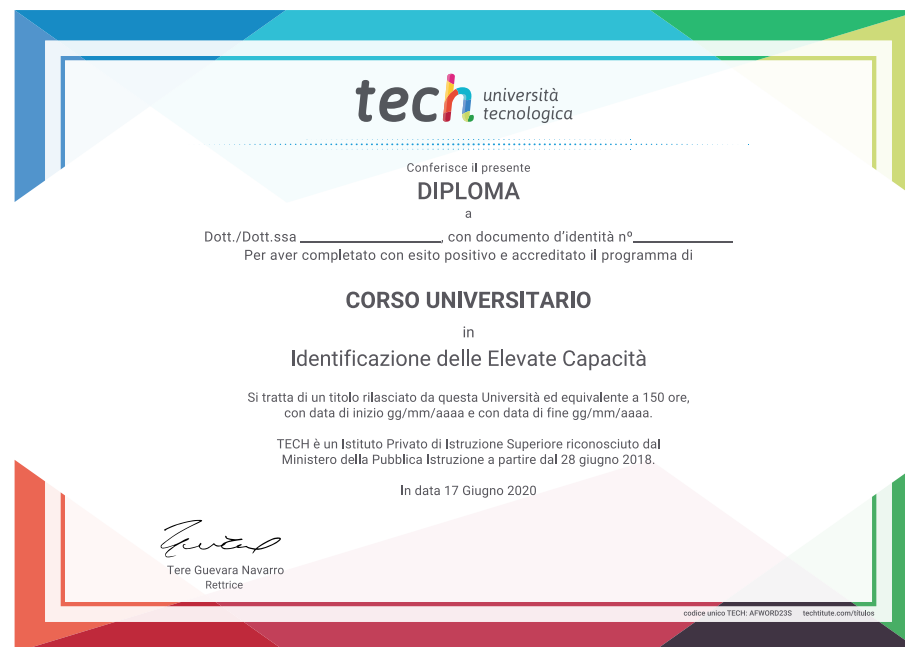 tech università
tecnologica
Conferisce il presente
DIPLOMA
a
Dott./Dott.ssa ____________________, con documento d'identità nº______________
Per aver completato con esito positivo e accreditato il programma di
CORSO UNIVERSITARIO
in
Identificazione delle Elevate Capacità
Si tratta di un titolo rilasciato da questa Università ed equivalente a 150 ore,
con data di inizio gg/mm/aaaa e con data di fine gg/mm/aaaa.
TECH è un Istituto Privato di Istruzione Superiore riconosciuto dal
Ministero della Pubblica Istruzione a partire dal 28 giugno 2018.
In data 17 Giugno 2020
Tere Guevara Navarro
Rettrice
codice unico TECH: AFWORD23S techtitute.com/titulos